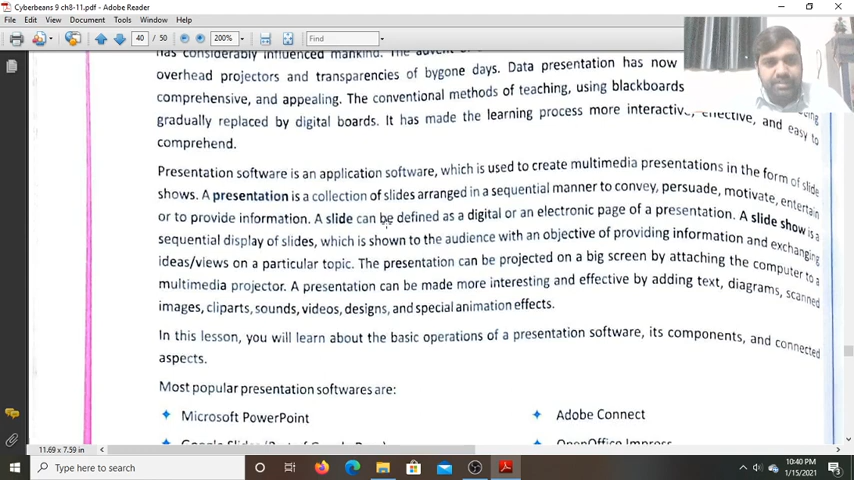 Cyberbeans 9 ch8-11.pdf - Adobe Reader
File Edit View Document Tools Window Help
40 / 50 200% Find
has considerably influenced mankind. The advent of
overhead projectors and transparencies of bygone days. Data presentation has now
comprehensive, and appealing. The conventional methods of teaching, using blackboards
gradually replaced by digital boards. It has made the learning process more interactive, effective, and easy to
comprehend.
Presentation software is an application software, which is used to create multimedia presentations in the form of slide
shows. A presentation is a collection of slides arranged in a sequential manner to convey, persuade, motivate, entertain
or to provide information. A slide can be defined as a digital or an electronic page of a presentation. A slide show is a
sequential display of slides, which is shown to the audience with an objective of providing information and exchanging
ideas/views on a particular topic. The presentation can be projected on a big screen by attaching the computer to a
multimedia projector. A presentation can be made more interesting and effective by adding text, diagrams, scanned
images, cliparts, sounds, videos, designs, and special animation effects.
In this lesson, you will learn about the basic operations of a presentation software, its components, and connected
aspects.
Most popular presentation softwares are:
Microsoft PowerPoint
Adobe Connect
OpenOffice Impress
11.69 x 7.59 in
Type here to search
10:40 PM
1/15/2021